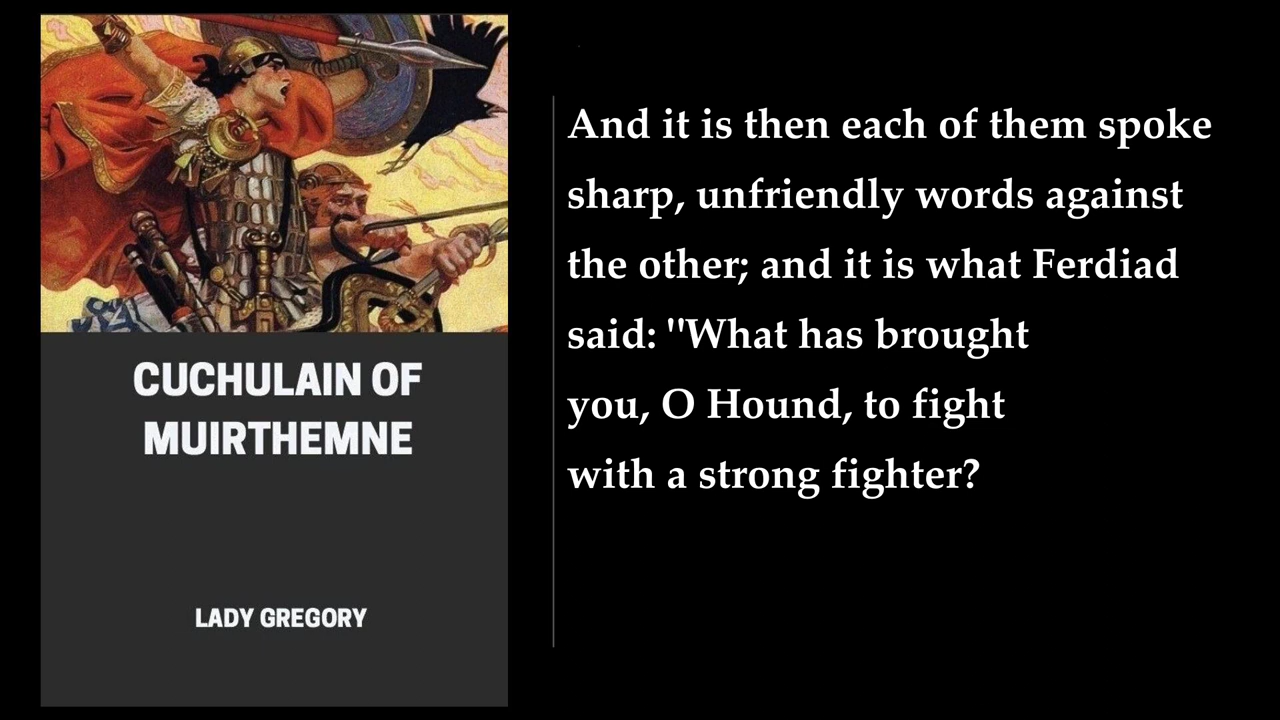 CUCHULAIN OF
MUIRTHEMNE
LADY GREGORY
And it is then each of them spoke
sharp, unfriendly words against
the other; and it is what Ferdiad
said: "What has brought
you, O Hound, to fight
with a strong fighter?